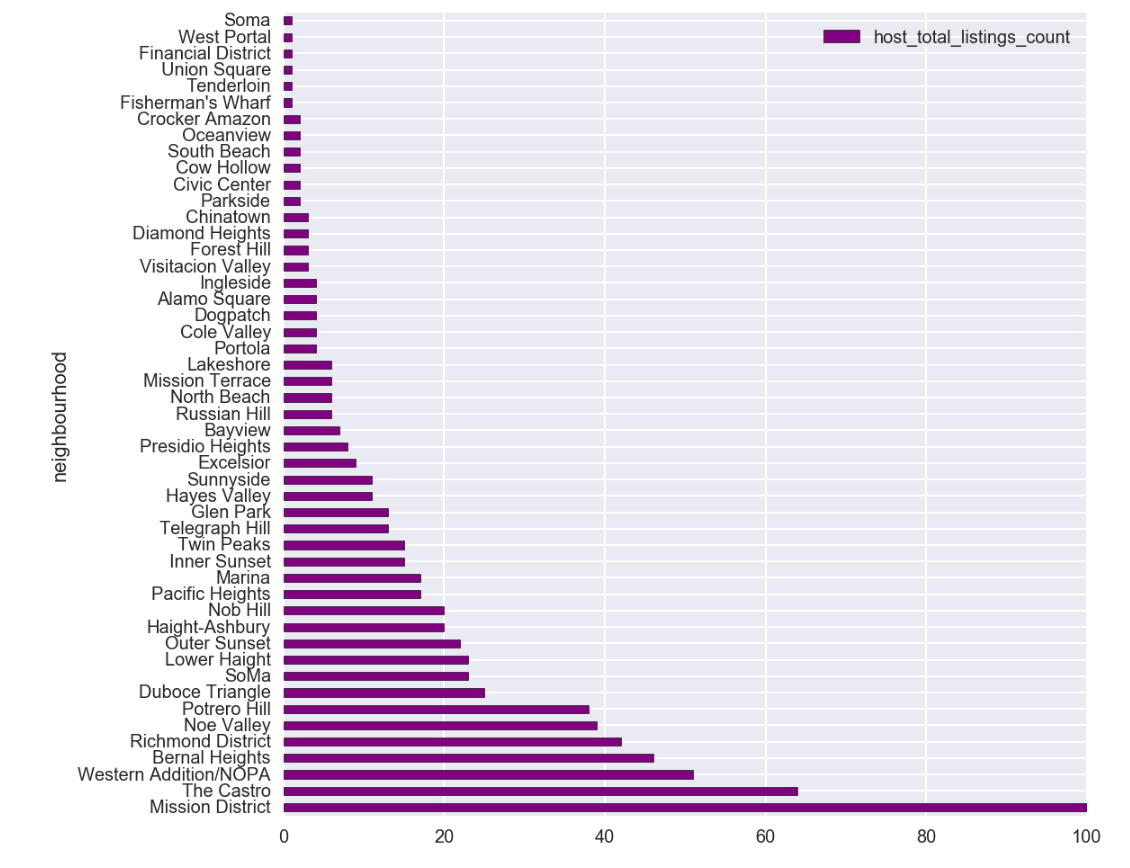 host_total_listings_count
neighbourhood
Soma
West Portal
Financial District
Union Square
Tenderloin
Fisherman's Wharf
Crocker Amazon
Oceanview
South Beach
Cow Hollow
Civic Center
Parkside
Chinatown
Diamond Heights
Forest Hill
Visitacion Valley
Ingleside
Alamo Square
Dogpatch
Cole Valley
Portola
Lakeshore
Mission Terrace
North Beach
Russian Hill
Bayview
Presidio Heights
Excelsior
Sunnyside
Hayes Valley
Glen Park
Telegraph Hill
Twin Peaks
Inner Sunset
Marina
Pacific Heights
Nob Hill
Haight-Ashbury
Outer Sunset
Lower Haight
SoMa
Duboce Triangle
Potrero Hill
Noe Valley
Richmond District
Bernal Heights
Western Addition/NOPA
The Castro
Mission District
0 20 40 60 80 100